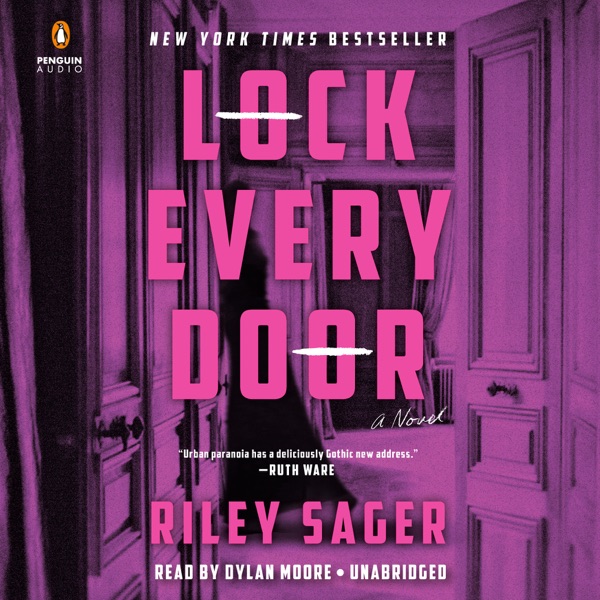 PENGUIN
AUDIO
NEW YORK TIMES BESTSELLER
LOCK
EVERY
DOOR
a Novel
“Urban paranoia has a deliciously Gothic new address.”
—RUTH WARE
RILEY SAGER
READ BY DYLAN MOORE • UNABRIDGED